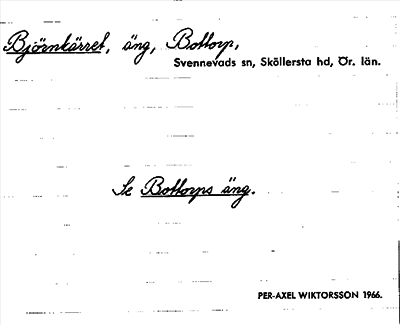 Björnkärret, äng, Bottorp,
Svennevads sn, Sköllersta hd, Ör. län.
Se Bottorps äng.
PER-AXEL WIKTORSSON 1966.